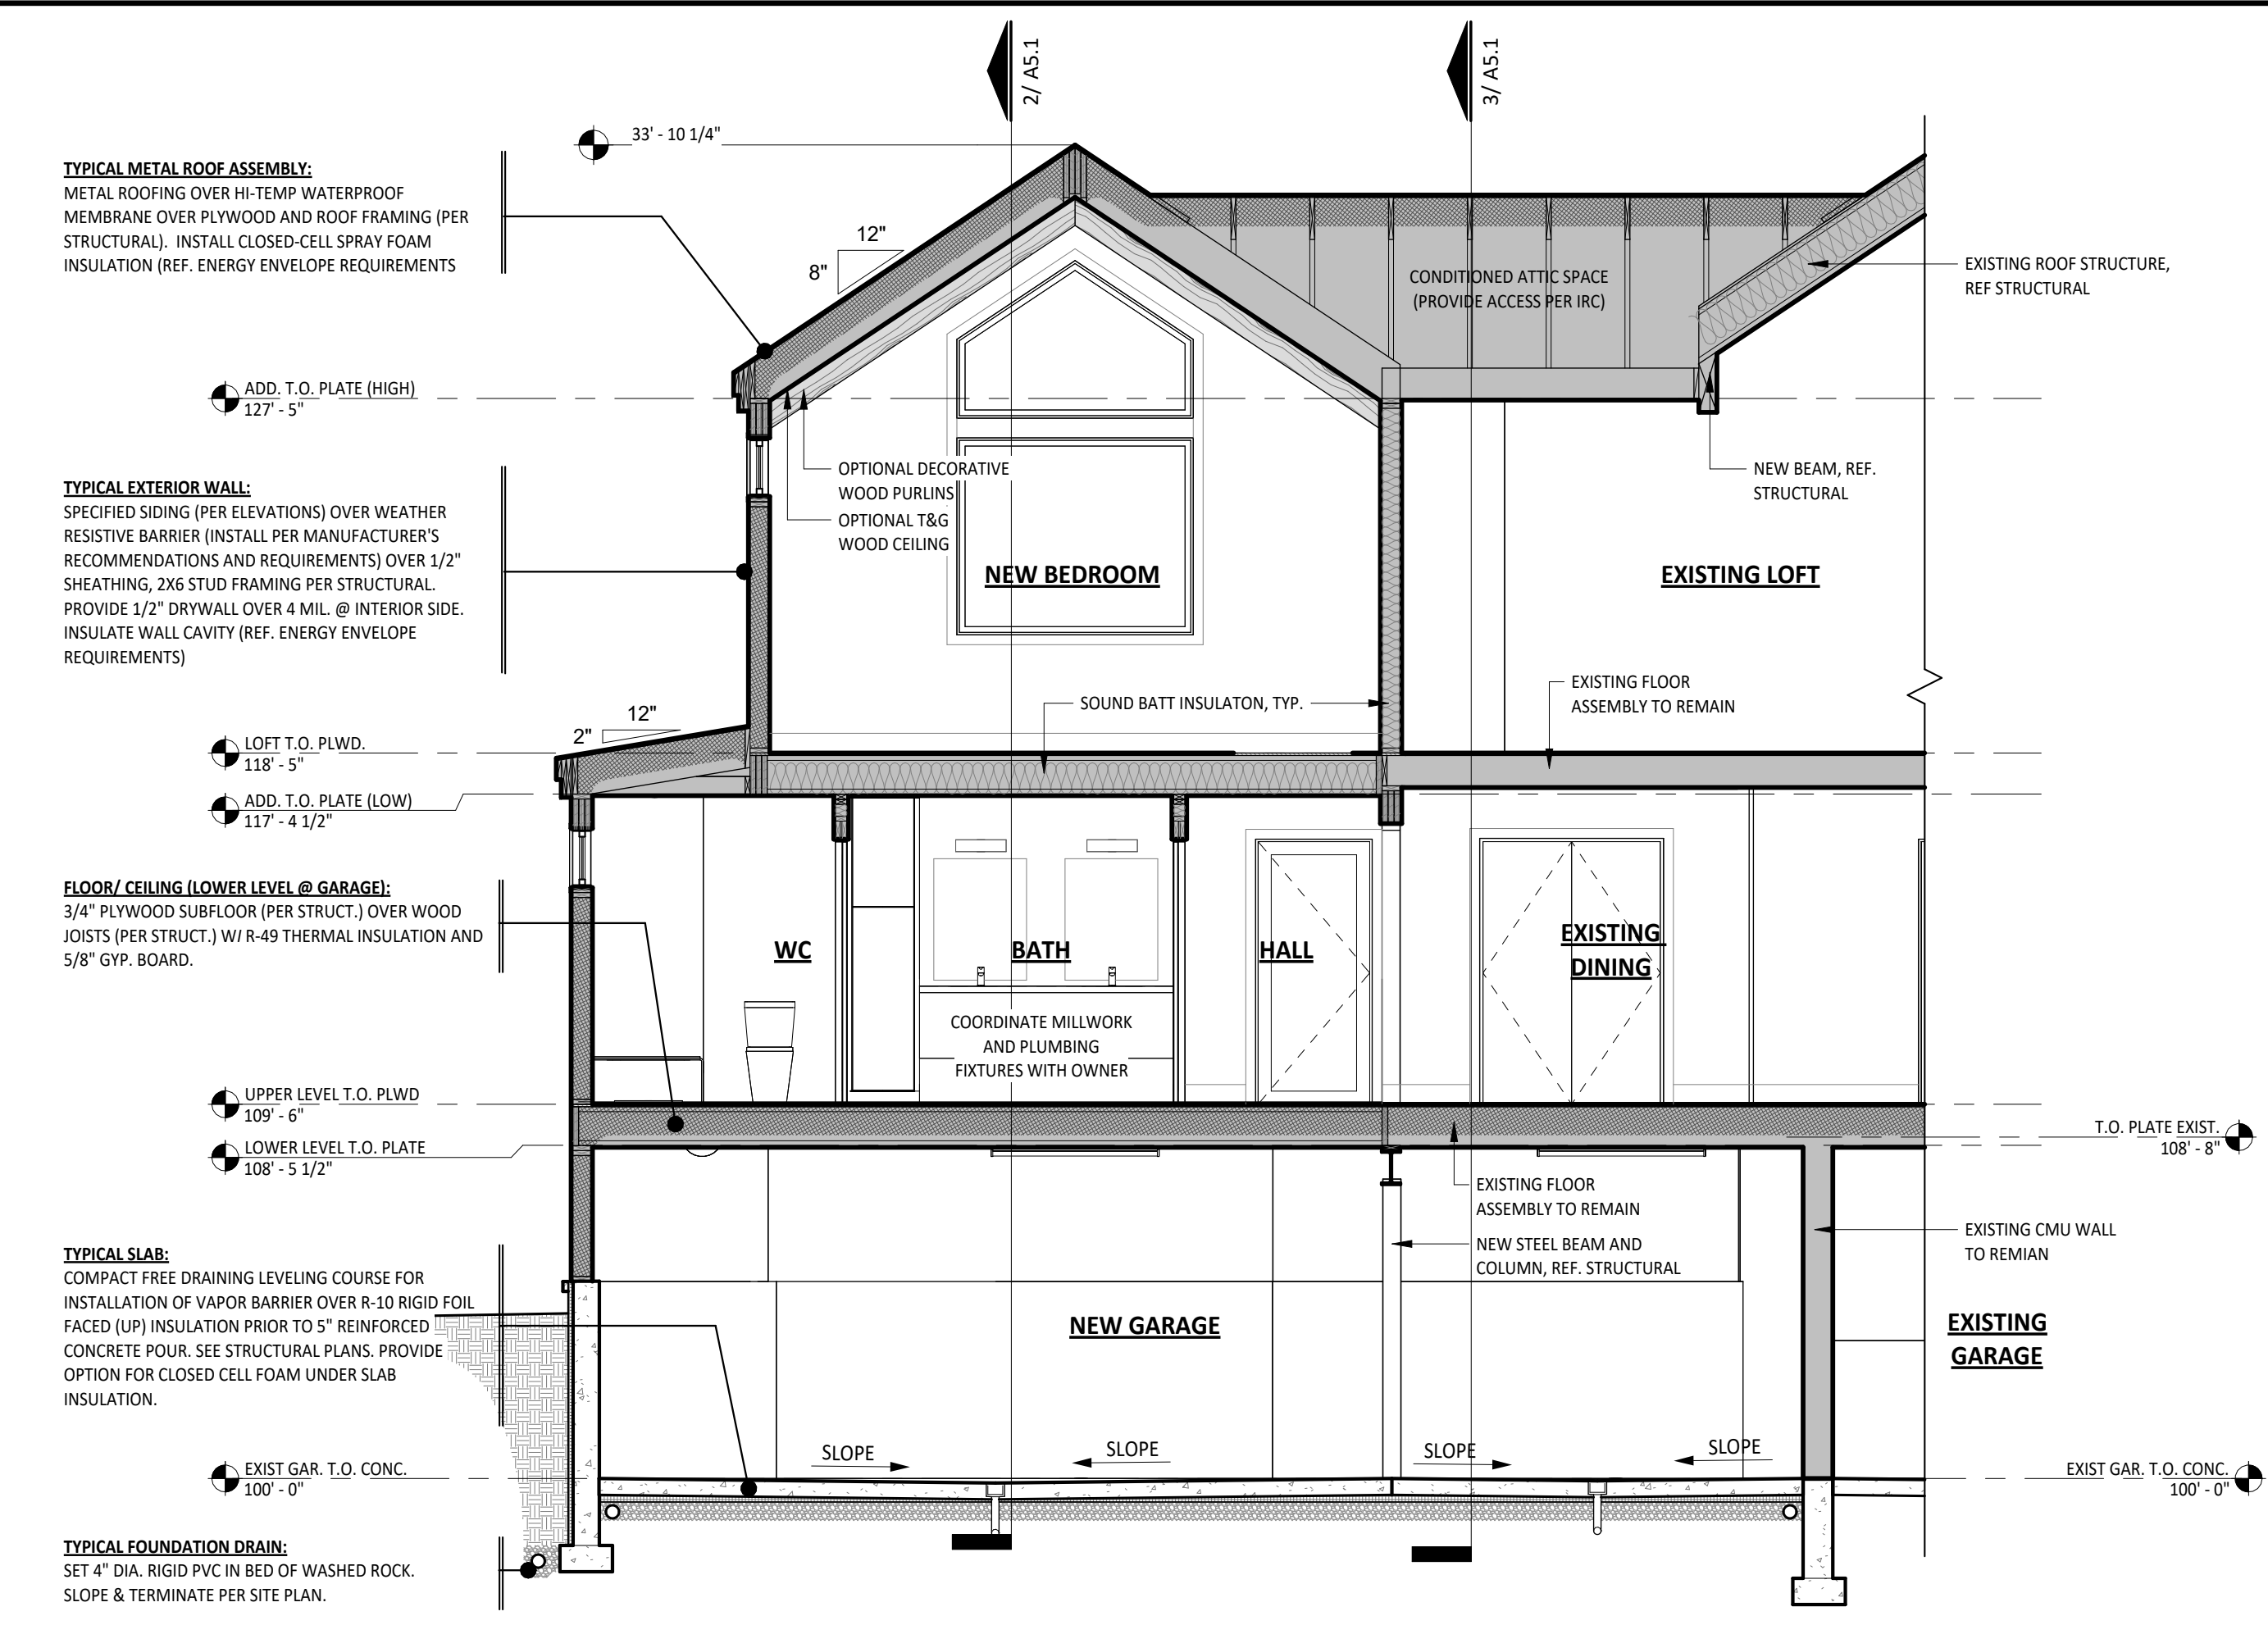 2/ A5.1
3/ A5.1
33' - 10 1/4"
TYPICAL METAL ROOF ASSEMBLY:
METAL ROOFING OVER HI-TEMP WATERPROOF
MEMBRANE OVER PLYWOOD AND ROOF FRAMING (PER
STRUCTURAL). INSTALL CLOSED-CELL SPRAY FOAM
INSULATION (REF. ENERGY ENVELOPE REQUIREMENTS
12"
8"
CONDITIONED ATTIC SPACE
(PROVIDE ACCESS PER IRC)
EXISTING ROOF STRUCTURE,
REF STRUCTURAL
ADD. T.O. PLATE (HIGH)
127' - 5"
TYPICAL EXTERIOR WALL:
SPECIFIED SIDING (PER ELEVATIONS) OVER WEATHER
RESISTIVE BARRIER (INSTALL PER MANUFACTURER'S
RECOMMENDATIONS AND REQUIREMENTS) OVER 1/2"
SHEATHING, 2X6 STUD FRAMING PER STRUCTURAL.
PROVIDE 1/2" DRYWALL OVER 4 MIL. @ INTERIOR SIDE.
INSULATE WALL CAVITY (REF. ENERGY ENVELOPE
REQUIREMENTS)
OPTIONAL DECORATIVE
WOOD PURLINS
OPTIONAL T&G
WOOD CEILING
NEW BEAM, REF.
STRUCTURAL
NEW BEDROOM
EXISTING LOFT
SOUND BATT INSULATON, TYP.
EXISTING FLOOR
ASSEMBLY TO REMAIN
12"
2"
LOFT T.O. PLWD.
118' - 5"
ADD. T.O. PLATE (LOW)
117' - 4 1/2"
FLOOR/ CEILING (LOWER LEVEL @ GARAGE):
3/4" PLYWOOD SUBFLOOR (PER STRUCT.) OVER WOOD
JOISTS (PER STRUCT.) W/ R-49 THERMAL INSULATION AND
5/8" GYP. BOARD.
WC
BATH
HALL
EXISTING
DINING
COORDINATE MILLWORK
AND PLUMBING
FIXTURES WITH OWNER
UPPER LEVEL T.O. PLWD
109' - 6"
LOWER LEVEL T.O. PLATE
108' - 5 1/2"
T.O. PLATE EXIST.
108' - 8"
EXISTING FLOOR
ASSEMBLY TO REMAIN
NEW STEEL BEAM AND
COLUMN, REF. STRUCTURAL
EXISTING CMU WALL
TO REMIAN
TYPICAL SLAB:
COMPACT FREE DRAINING LEVELING COURSE FOR
INSTALLATION OF VAPOR BARRIER OVER R-10 RIGID FOIL
FACED (UP) INSULATION PRIOR TO 5" REINFORCED
CONCRETE POUR. SEE STRUCTURAL PLANS. PROVIDE
OPTION FOR CLOSED CELL FOAM UNDER SLAB
INSULATION.
NEW GARAGE
EXISTING
GARAGE
SLOPE
SLOPE
SLOPE
SLOPE
EXIST GAR. T.O. CONC.
100' - 0"
EXIST GAR. T.O. CONC.
100' - 0"
TYPICAL FOUNDATION DRAIN:
SET 4" DIA. RIGID PVC IN BED OF WASHED ROCK.
SLOPE & TERMINATE PER SITE PLAN.